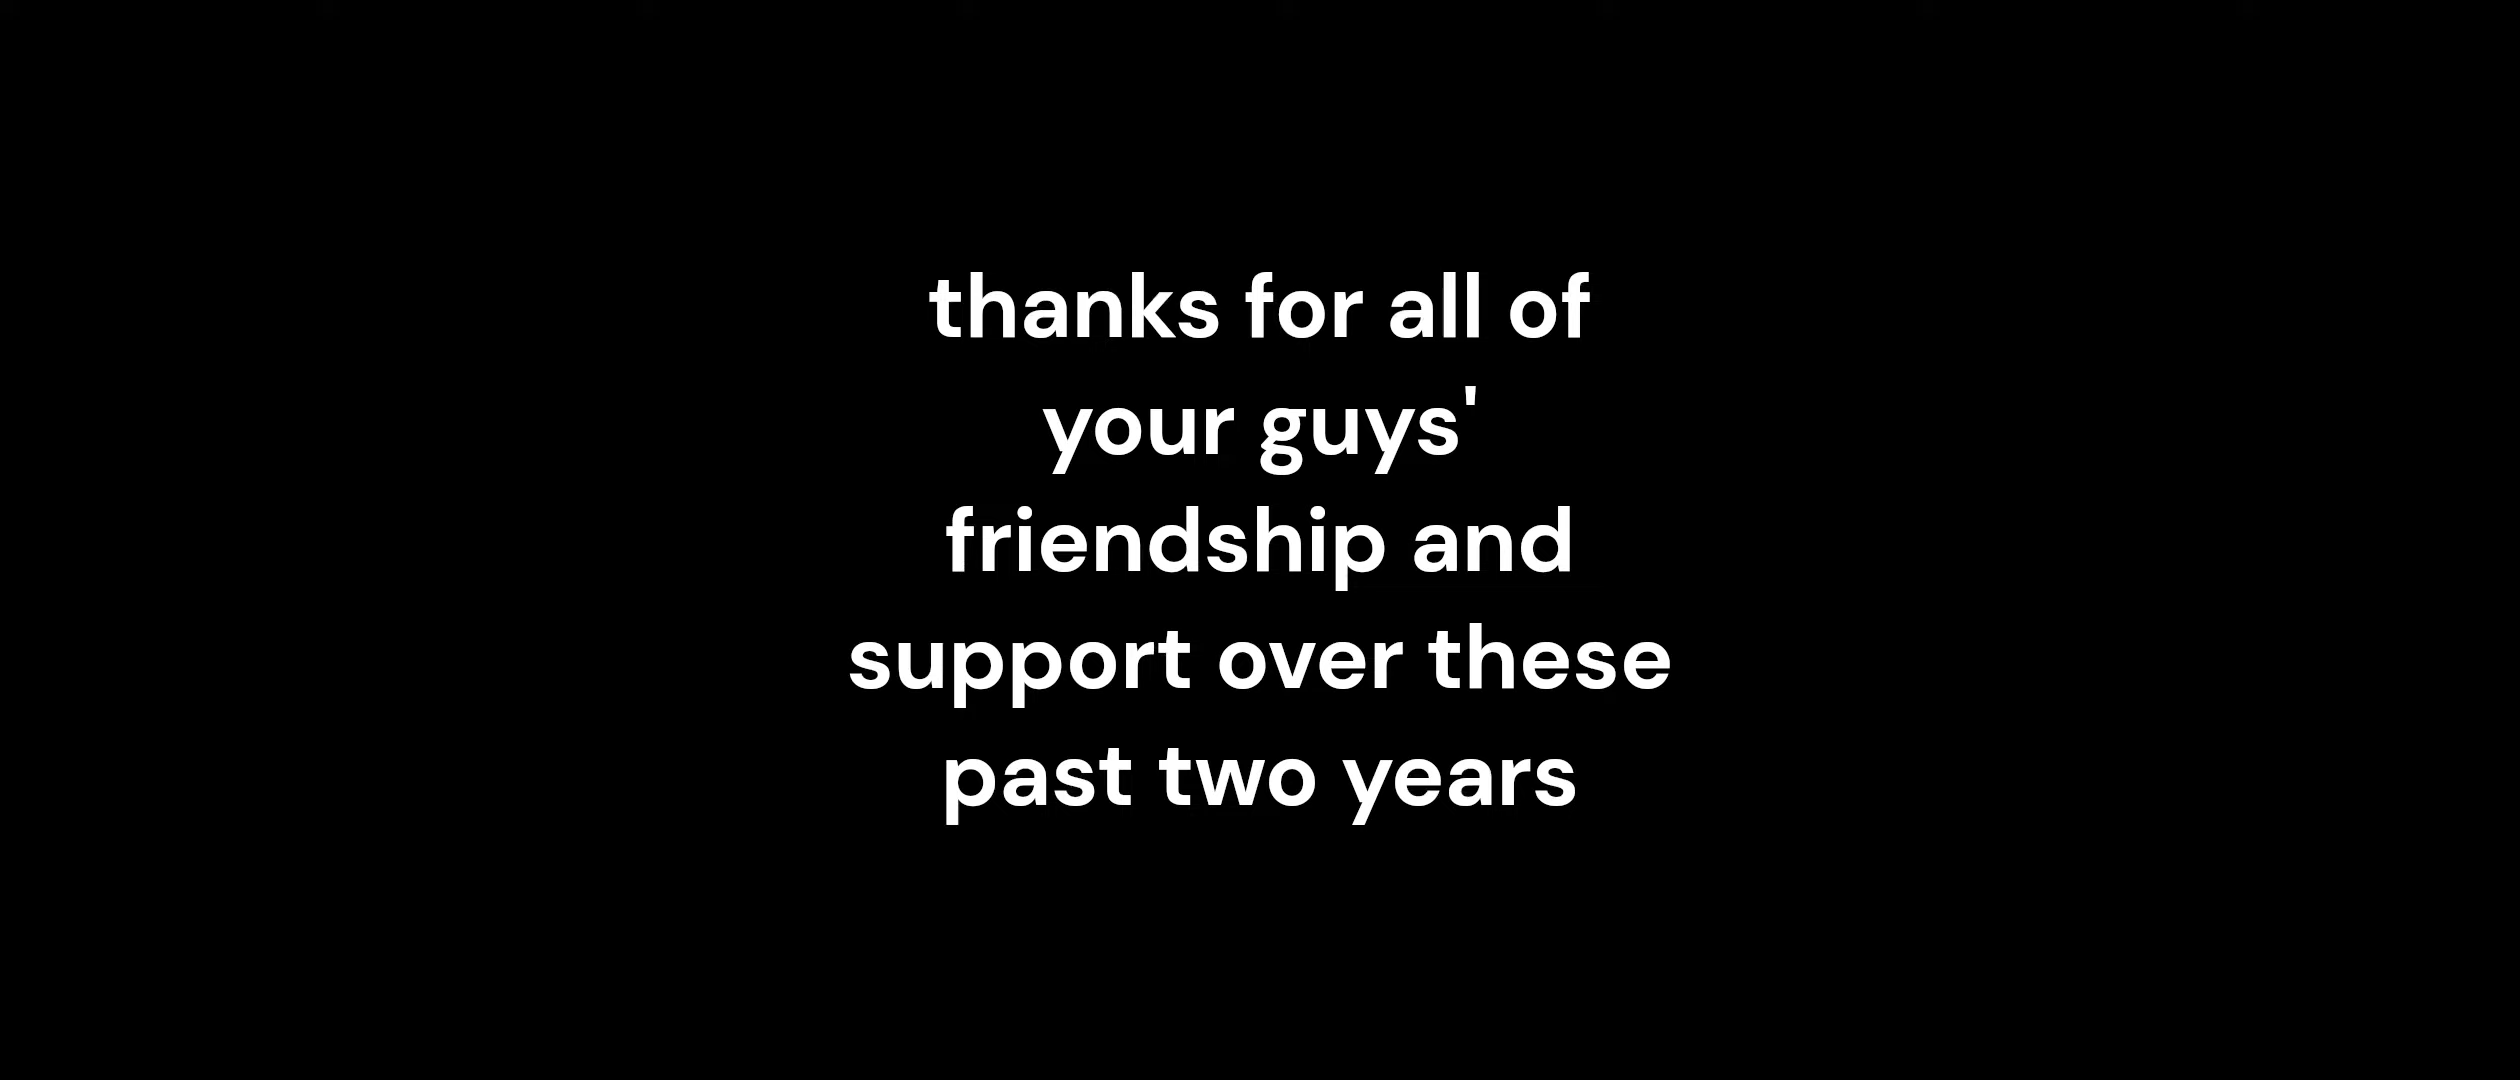 thanks for all of
your guys'
friendship and
support over these
past two years